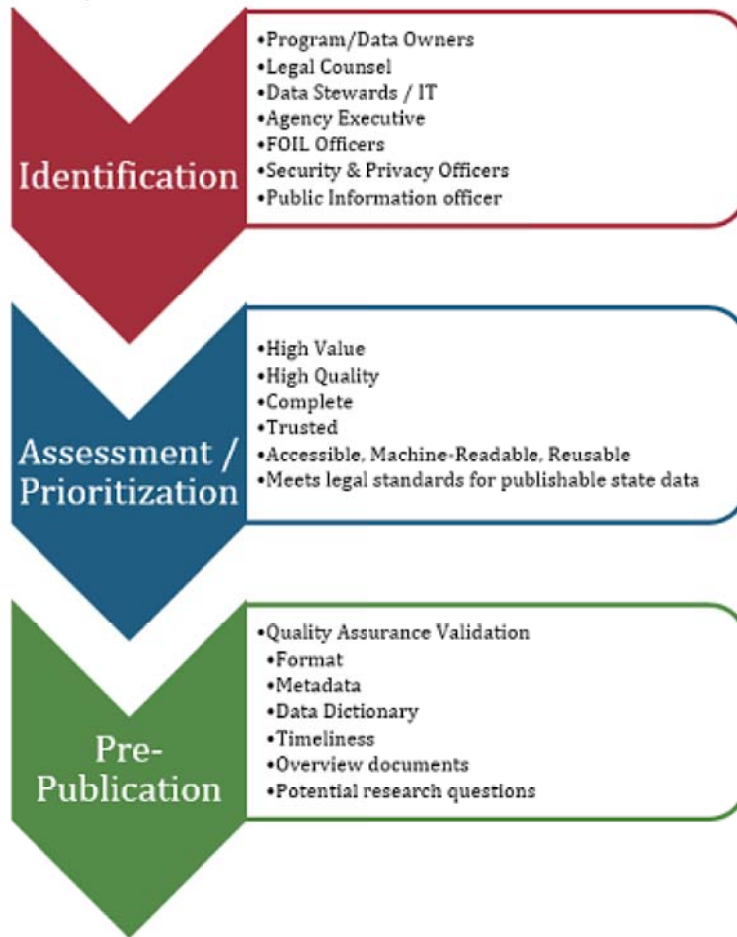 Identification
•Program/Data Owners
•Legal Counsel
•Data Stewards / IT
•Agency Executive
•FOIL Officers
•Security & Privacy Officers
•Public Information officer
Assessment /
Prioritization
•High Value
•High Quality
•Complete
•Trusted
•Accessible, Machine-Readable, Reusable
•Meets legal standards for publishable state data
Pre-
Publication
•Quality Assurance Validation
•Format
•Metadata
•Data Dictionary
•Timeliness
•Overview documents
•Potential research questions